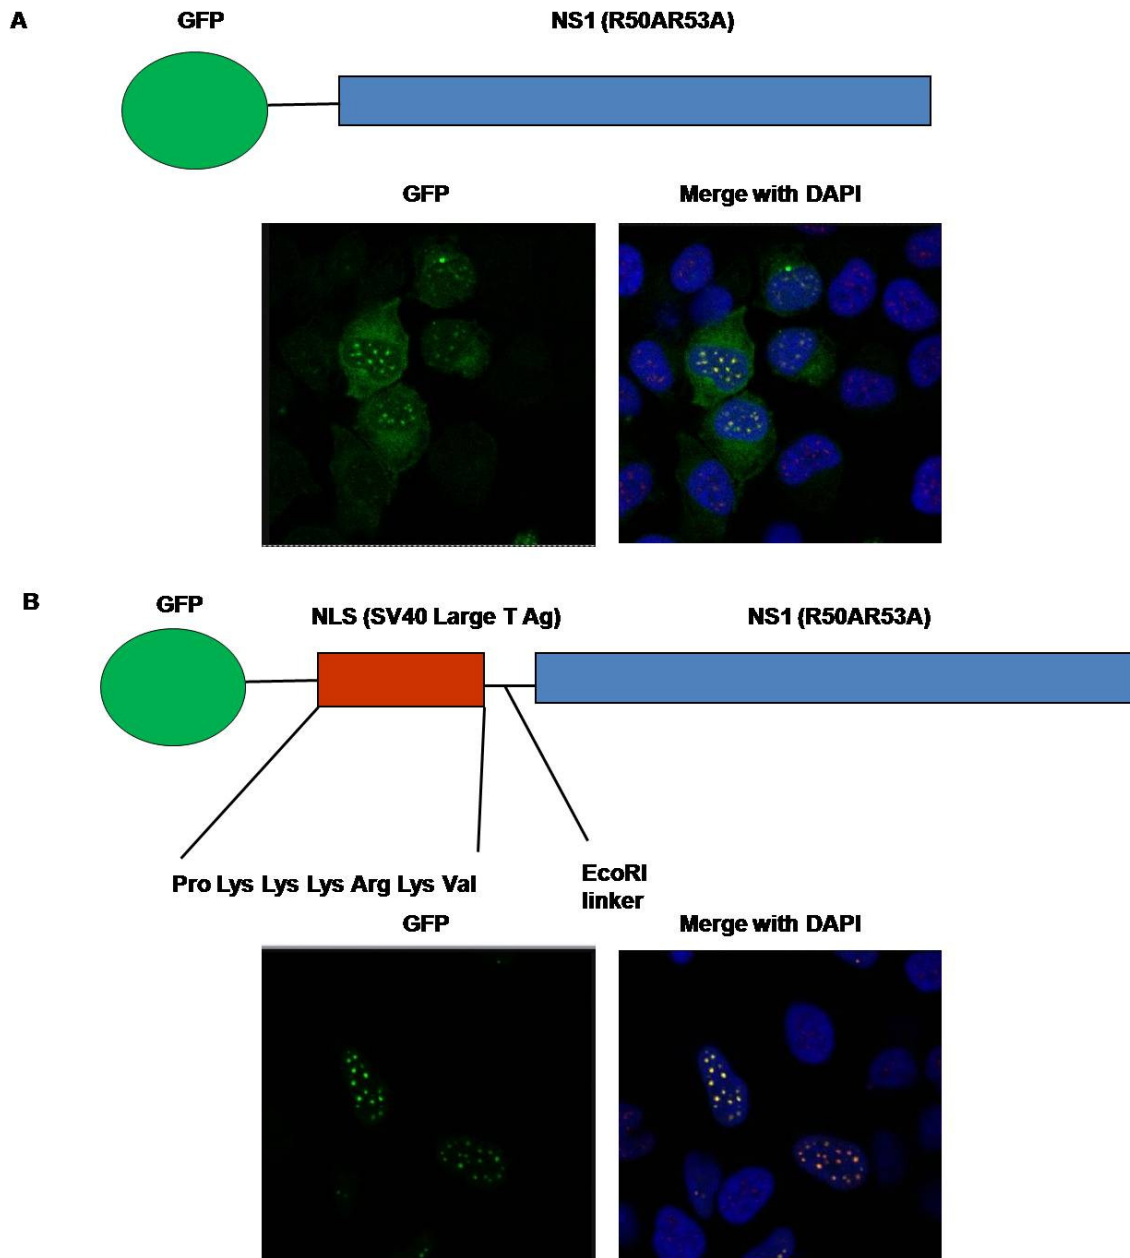 A
GFP
NS1 (R50AR53A)
GFP
Merge with DAPI
B
GFP
NLS (SV40 Large T Ag)
NS1 (R50AR53A)
Pro Lys Lys Lys Arg Lys Val
EcoRI
linker
GFP
Merge with DAPI